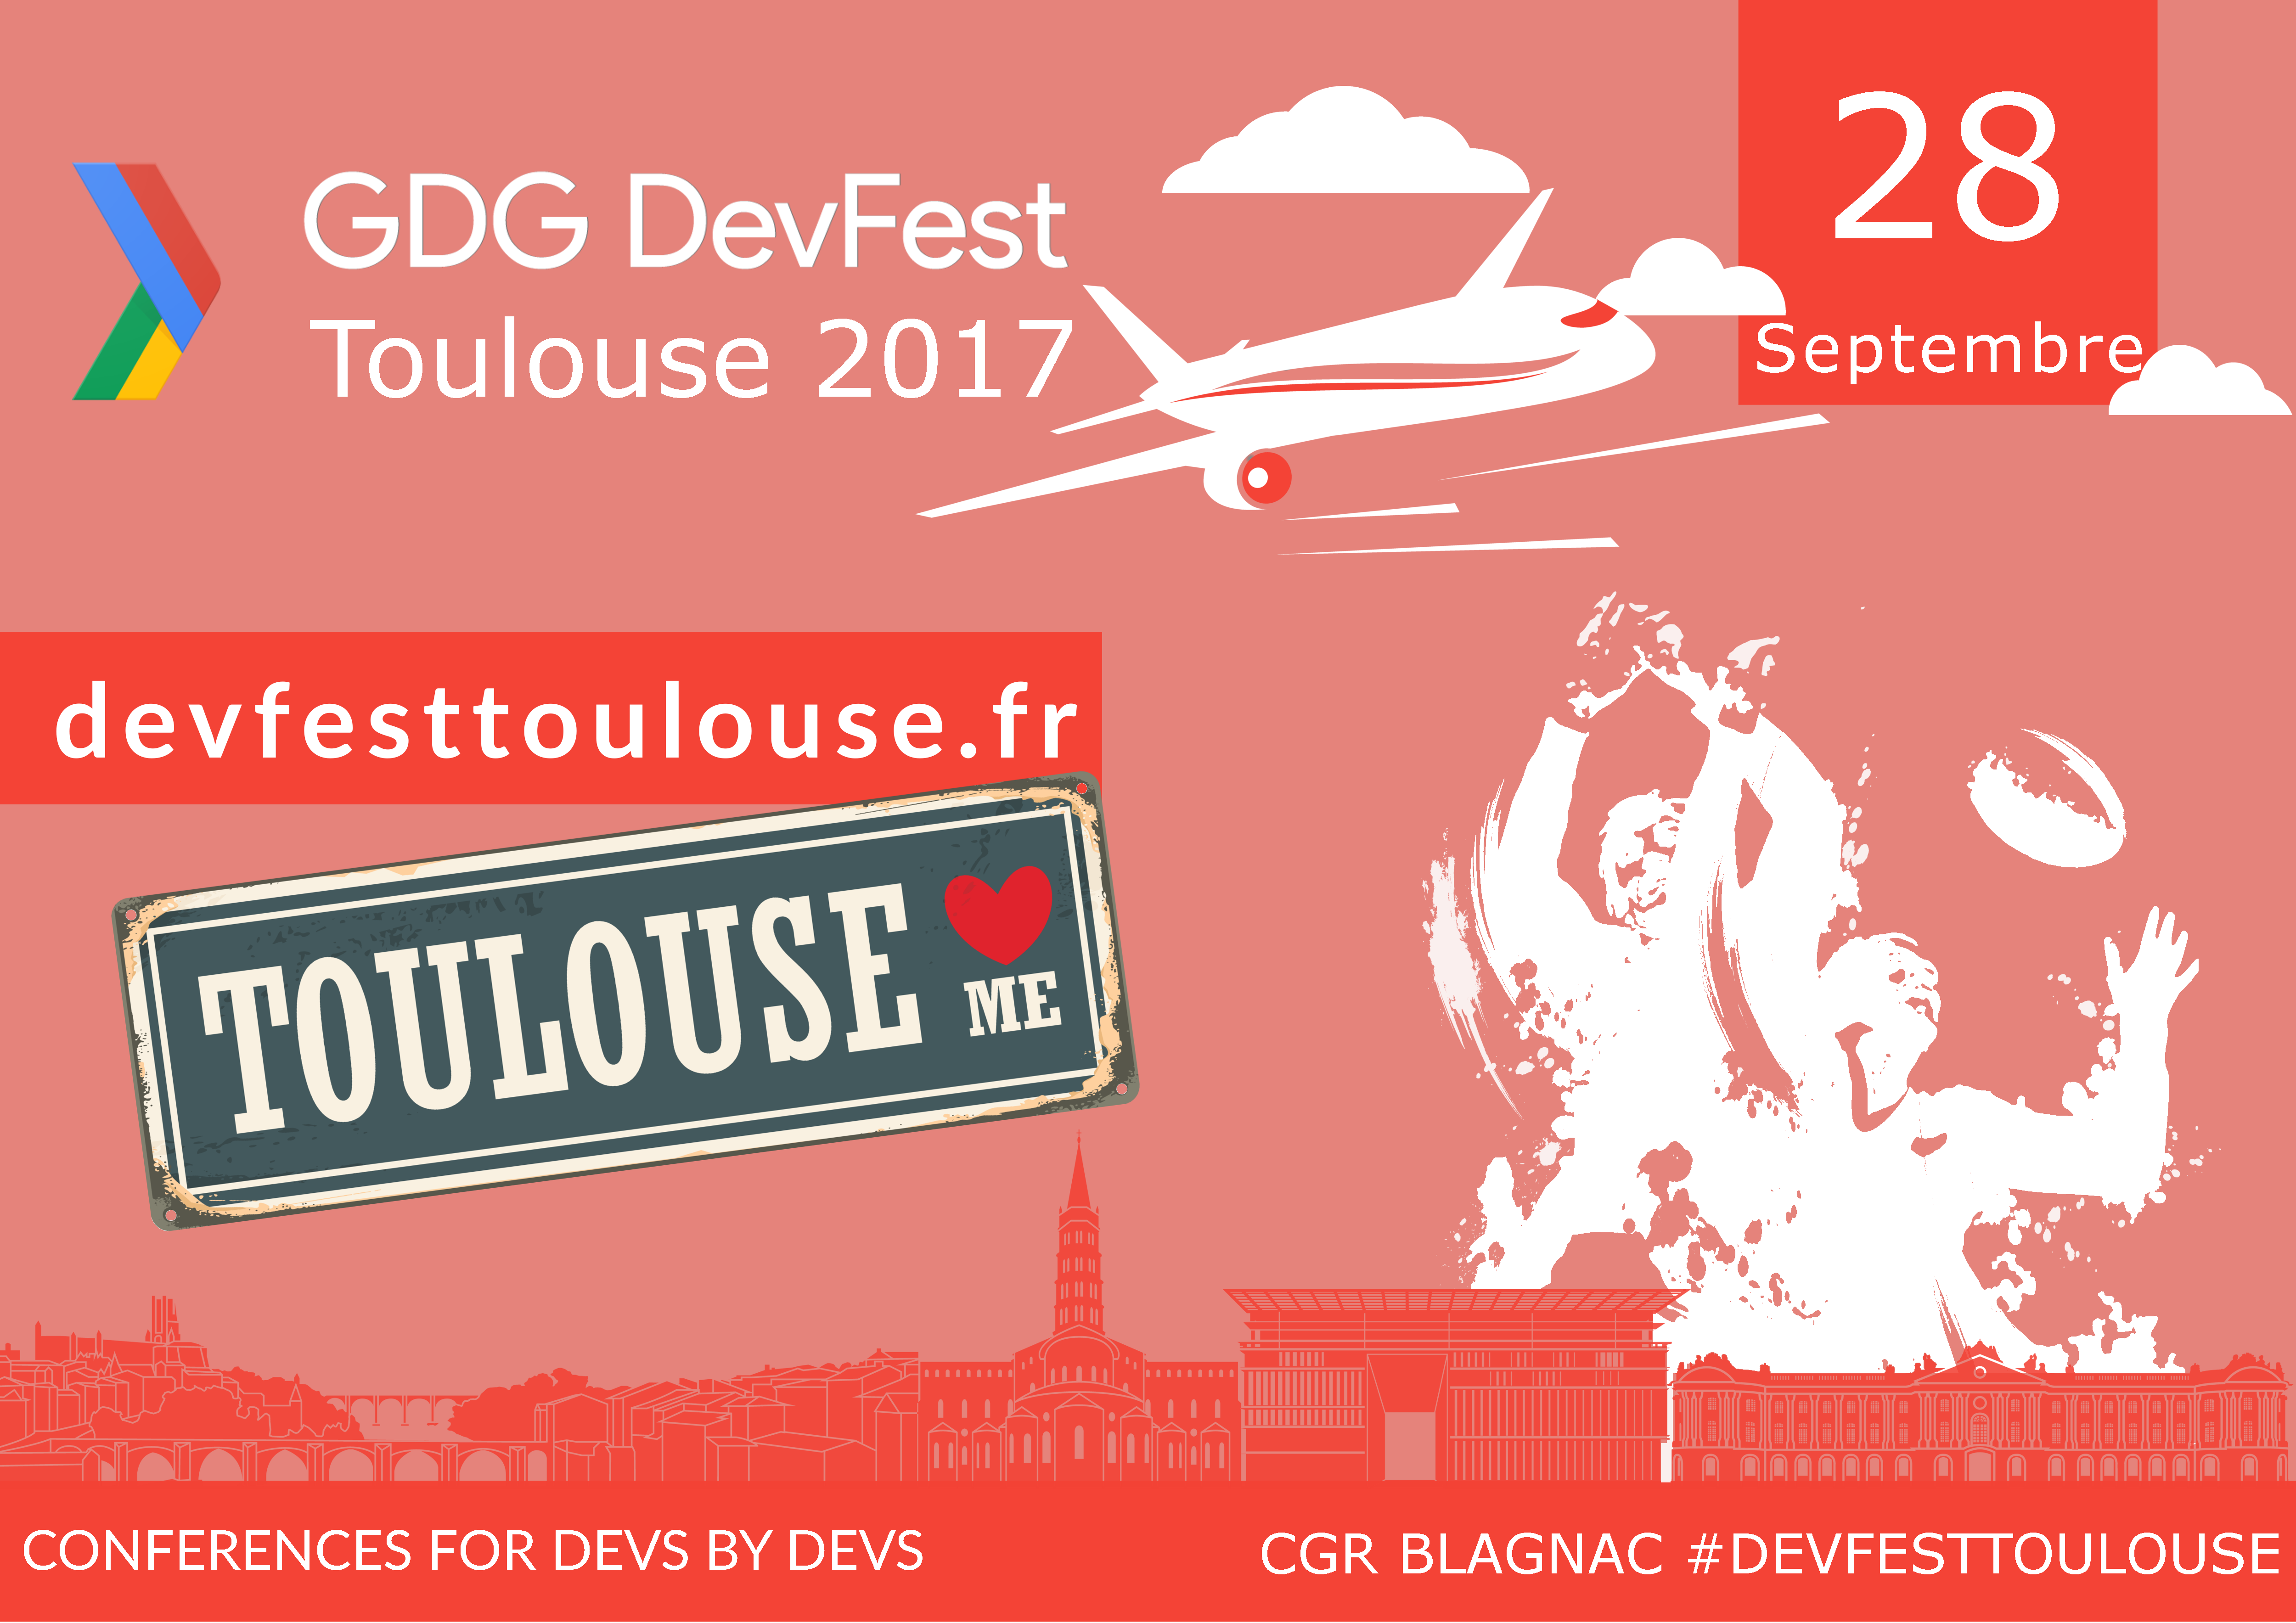 GDG DevFest
Toulouse 2017
28
Septembre
devfesttoulouse.fr
TOULOUSE
ME
CONFERENCES FOR DEVS BY DEVS
CGR BLAGNAC #DEVFESTTOULOUSE